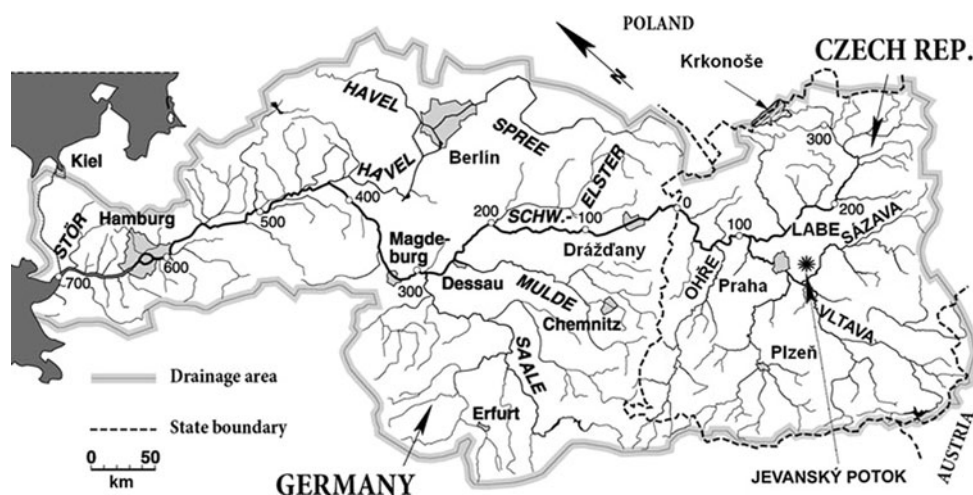 POLAND
CZECH REP.
Krkonoše
N
HAVEL
HAVEL
SPREE
Berlín
Kiel
STÖR
Hamburg
SCHW.-
ELSTER
Drážďany
Magde-
burg
Dessau
MULDE
Chemnitz
SAALE
Erfurt
OHŘE
Praha
LABE
SÁZAVA
VLTAVA
Plzeň
700
600
500
400
300
200
100
0
100
200
300
Drainage area
State boundary
0 50
km
GERMANY
JEVANSKÝ POTOK
AUSTRIA